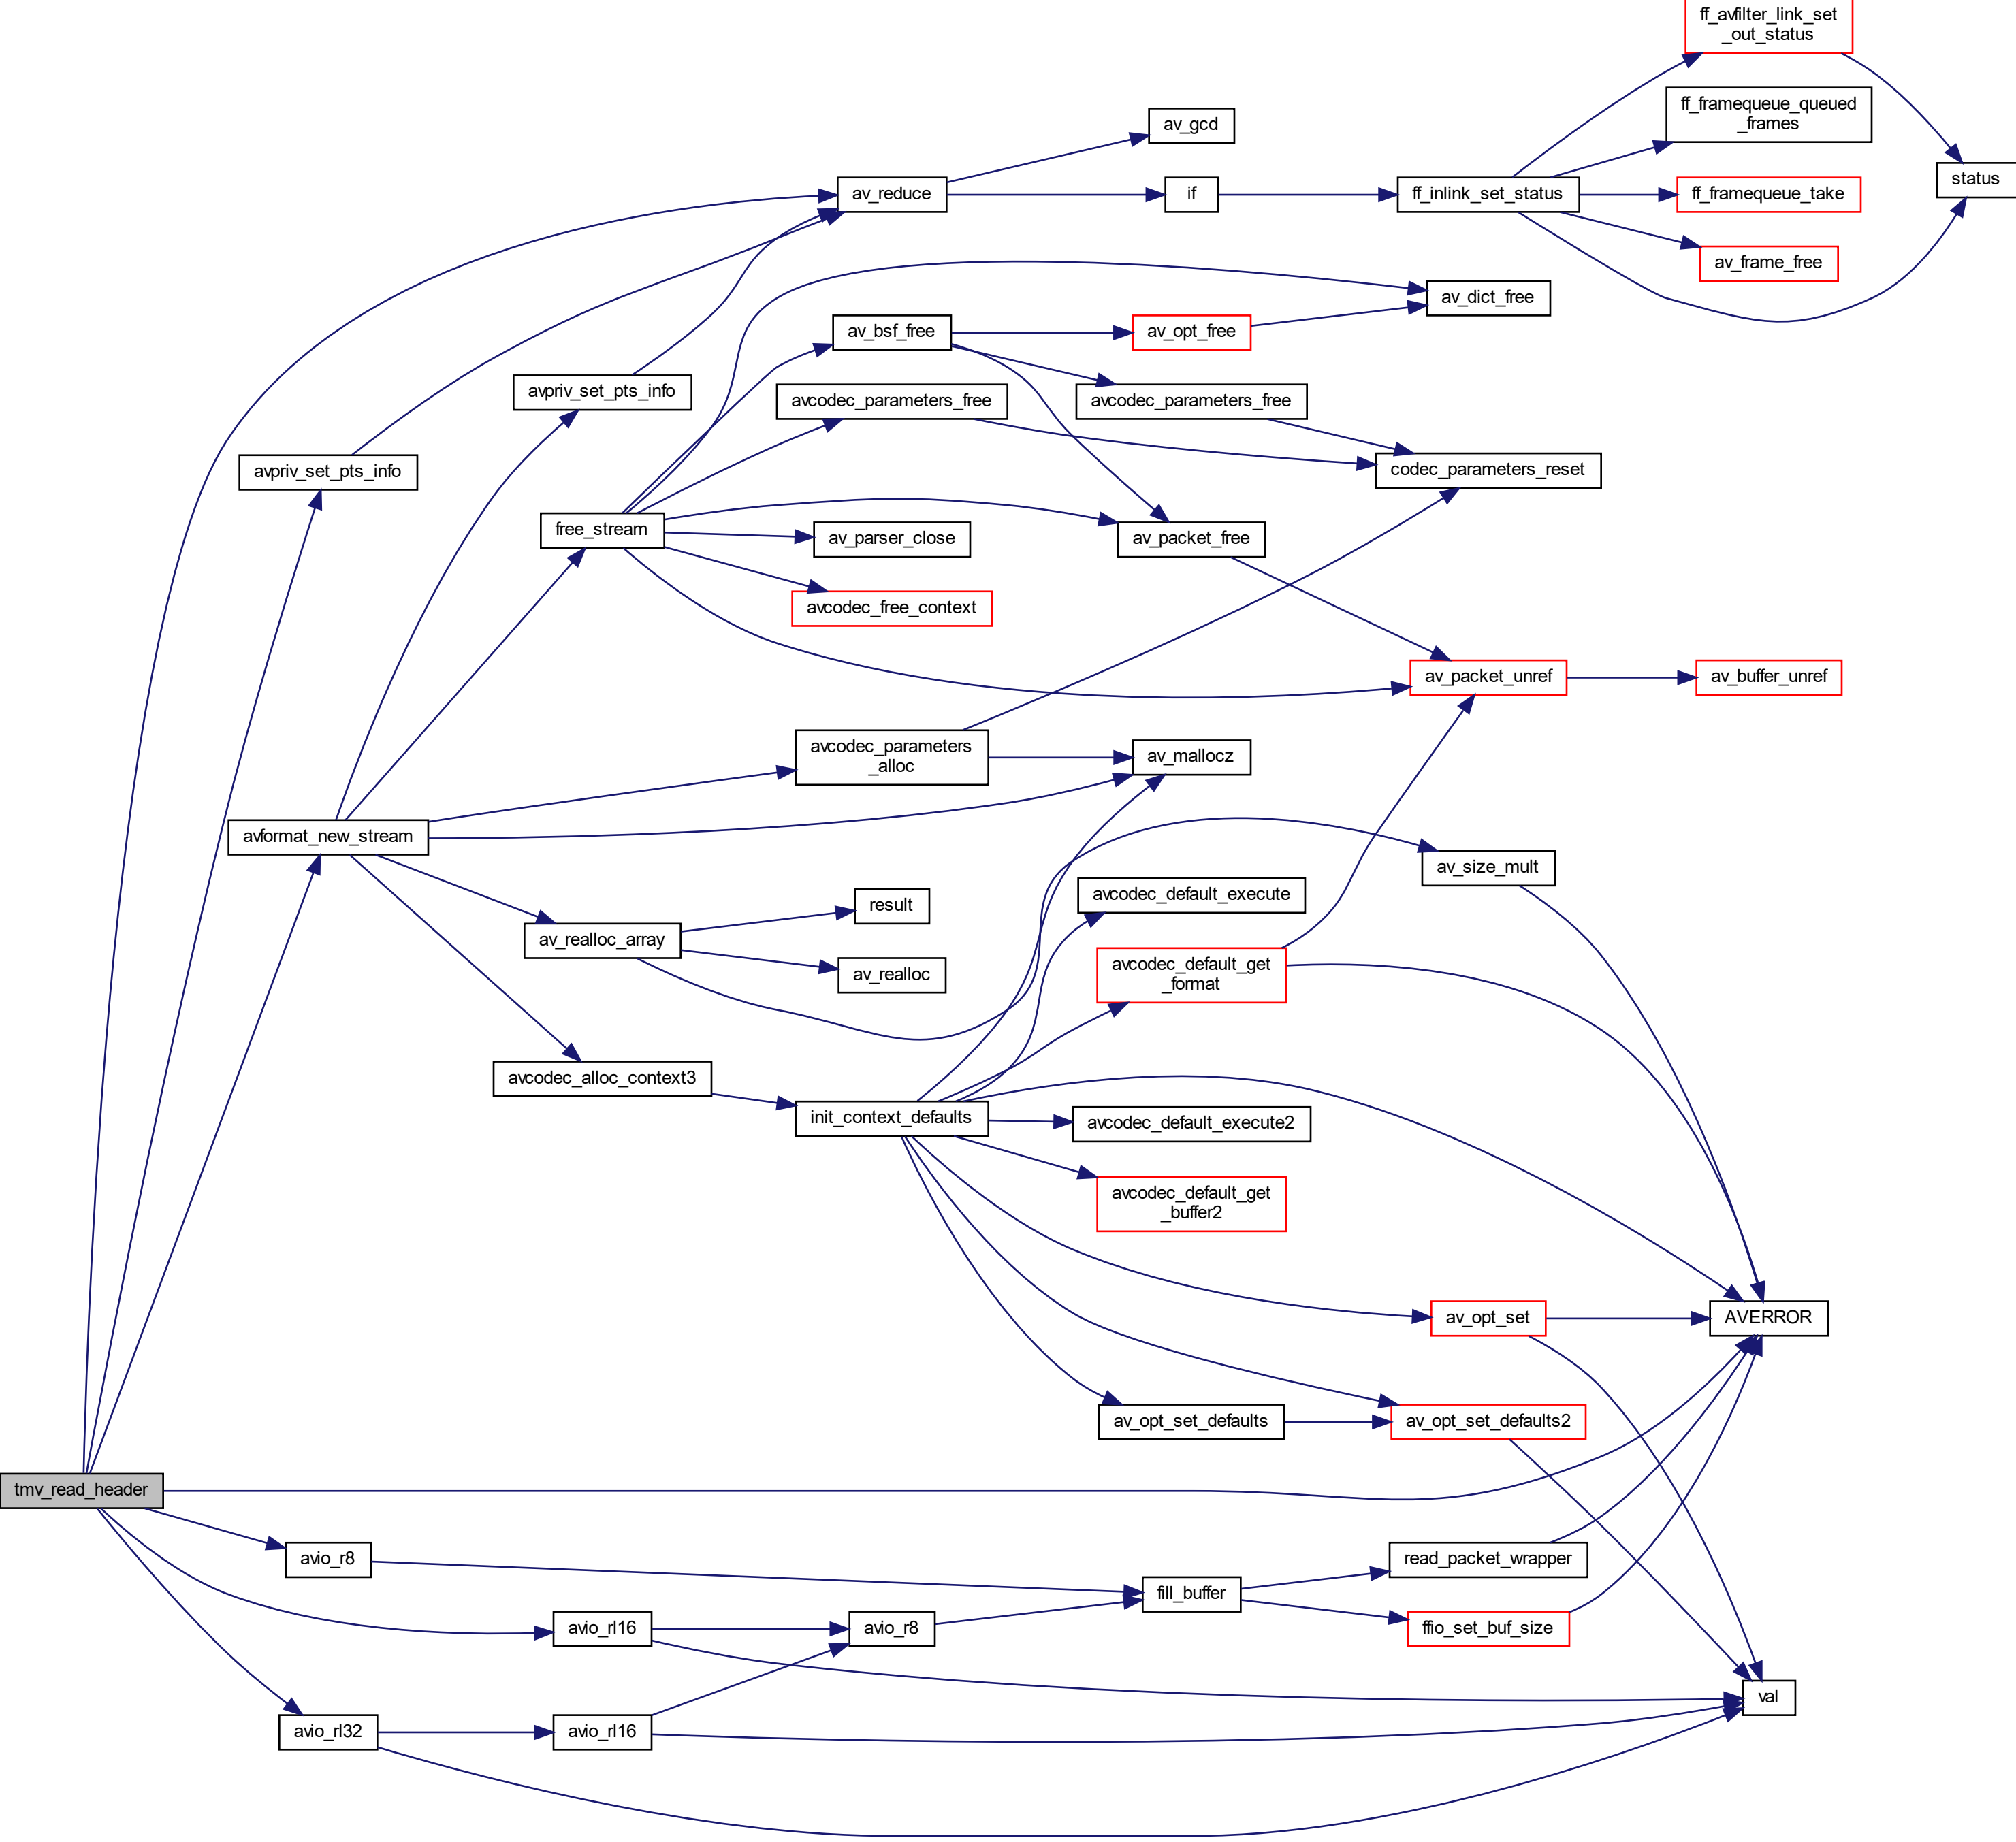 ff_avfilter_link_set
_out_status
ff_framequeue_queued
_frames
av_gcd
status
av_reduce
if
ff_inlink_set_status
ff_framequeue_take
av_frame_free
av_dict_free
av_bsf_free
av_opt_free
avpriv_set_pts_info
avcodec_parameters_free
avcodec_parameters_free
avpriv_set_pts_info
codec_parameters_reset
free_stream
av_parser_close
av_packet_free
avcodec_free_context
av_packet_unref
av_buffer_unref
avcodec_parameters
_alloc
av_mallocz
avformat_new_stream
av_size_mult
avcodec_default_execute
result
av_realloc_array
av_realloc
avcodec_default_get
_format
avcodec_alloc_context3
init_context_defaults
avcodec_default_execute2
avcodec_default_get
_buffer2
av_opt_set
AVERROR
av_opt_set_defaults
av_opt_set_defaults2
tmv_read_header
avio_r8
read_packet_wrapper
fill_buffer
avio_rl16
avio_r8
ffio_set_buf_size
val
avio_rl32
avio_rl16